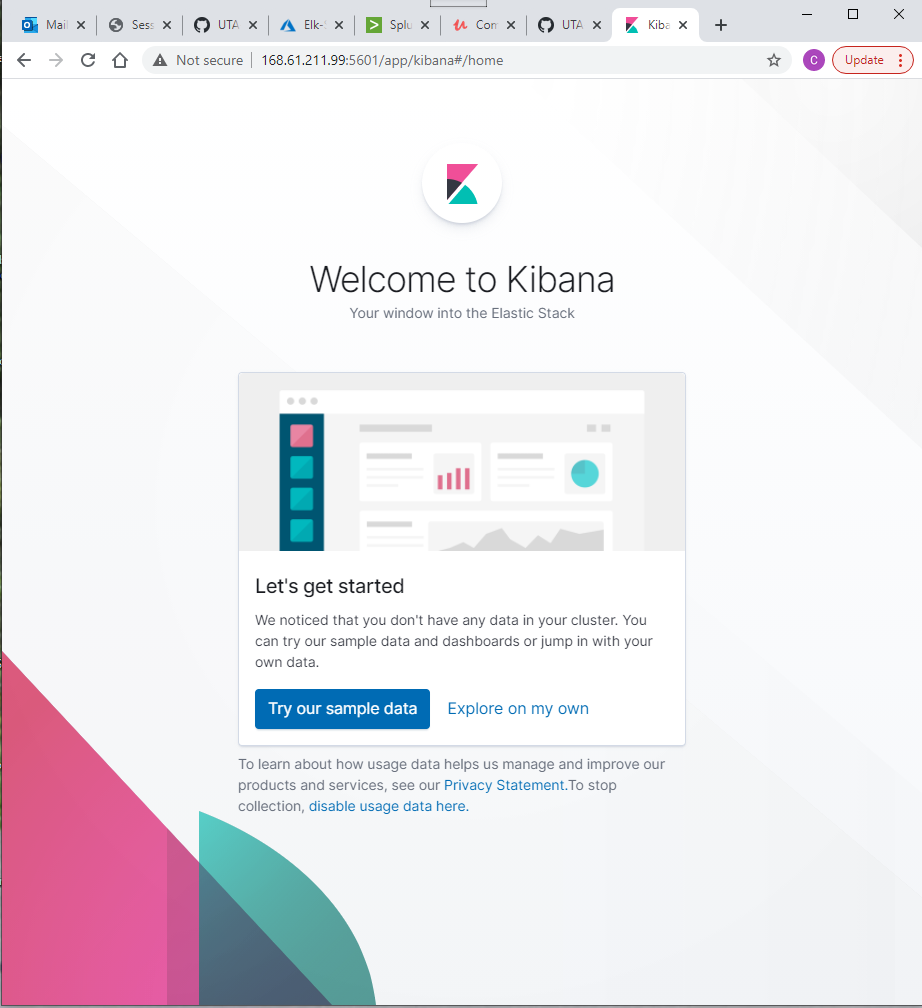 Mail
Sess
UTA
Elk-
Splu
Con
UTA
Kiba
Not secure
168.61.211.99:5601/app/kibana#/home
C
Update
Welcome to Kibana
Your window into the Elastic Stack
Let's get started
We noticed that you don't have any data in your cluster. You
can try our sample data and dashboards or jump in with your
own data.
Try our sample data
Explore on my own
To learn about how usage data helps us manage and improve our
products and services, see our Privacy Statement.To stop
collection, disable usage data here.